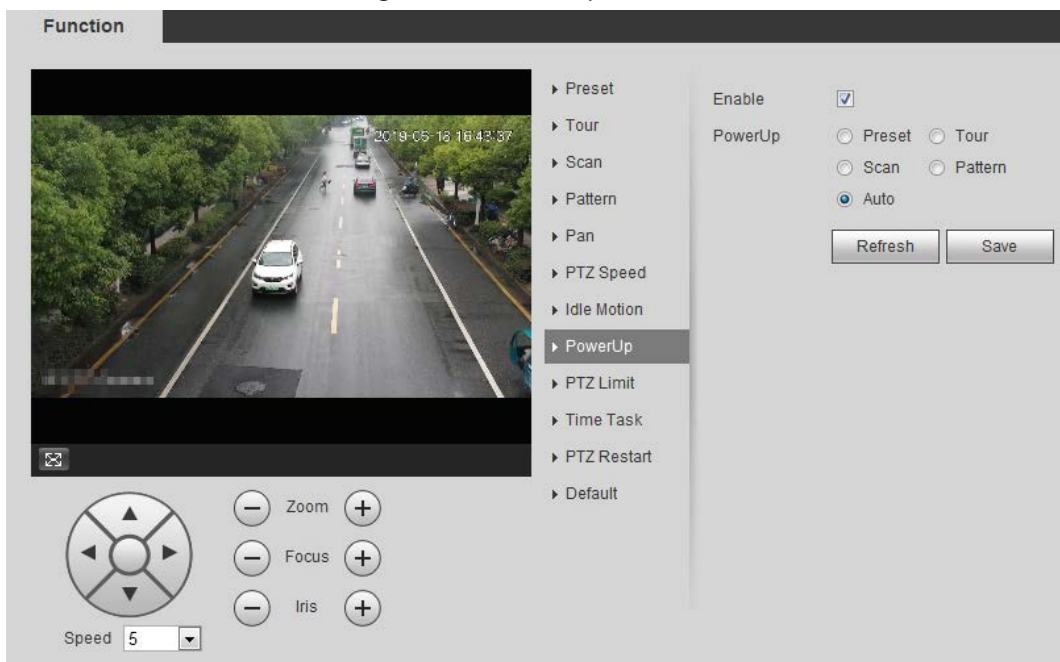 Function
2019-05-18 16:43:37
Preset
Tour
Scan
Pattern
Pan
PTZ Speed
Idle Motion
PowerUp
PTZ Limit
Time Task
PTZ Restart
Default
Enable
PowerUp
Preset Tour
Scan Pattern
Auto
Refresh Save
Zoom
Focus
Iris
Speed 5